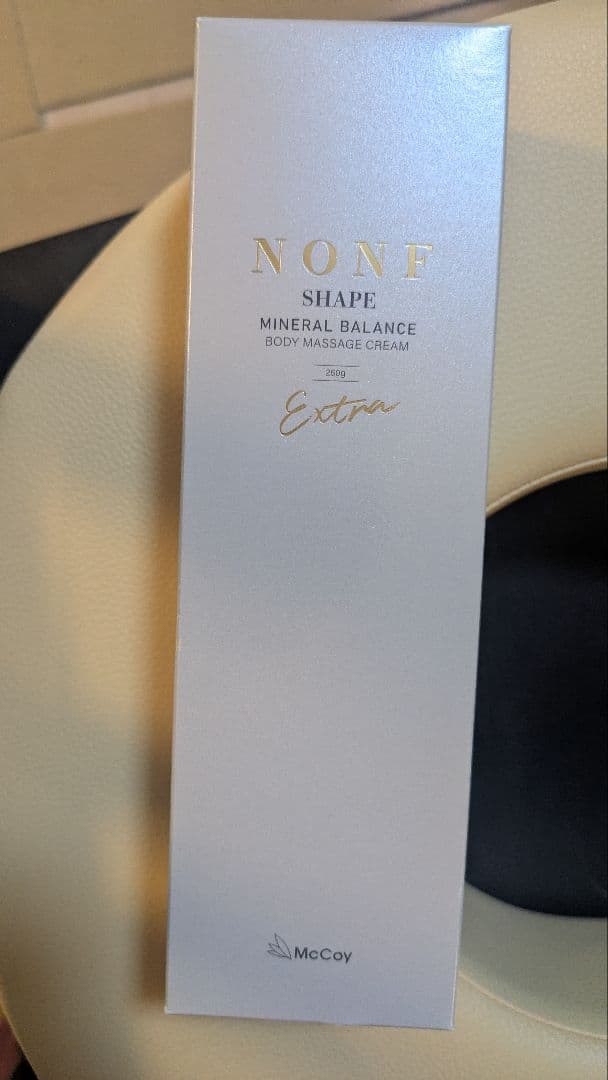 NONF
SHAPE
MINERAL BALANCE
BODY MASSAGE CREAM
260g
Extra
McCoy